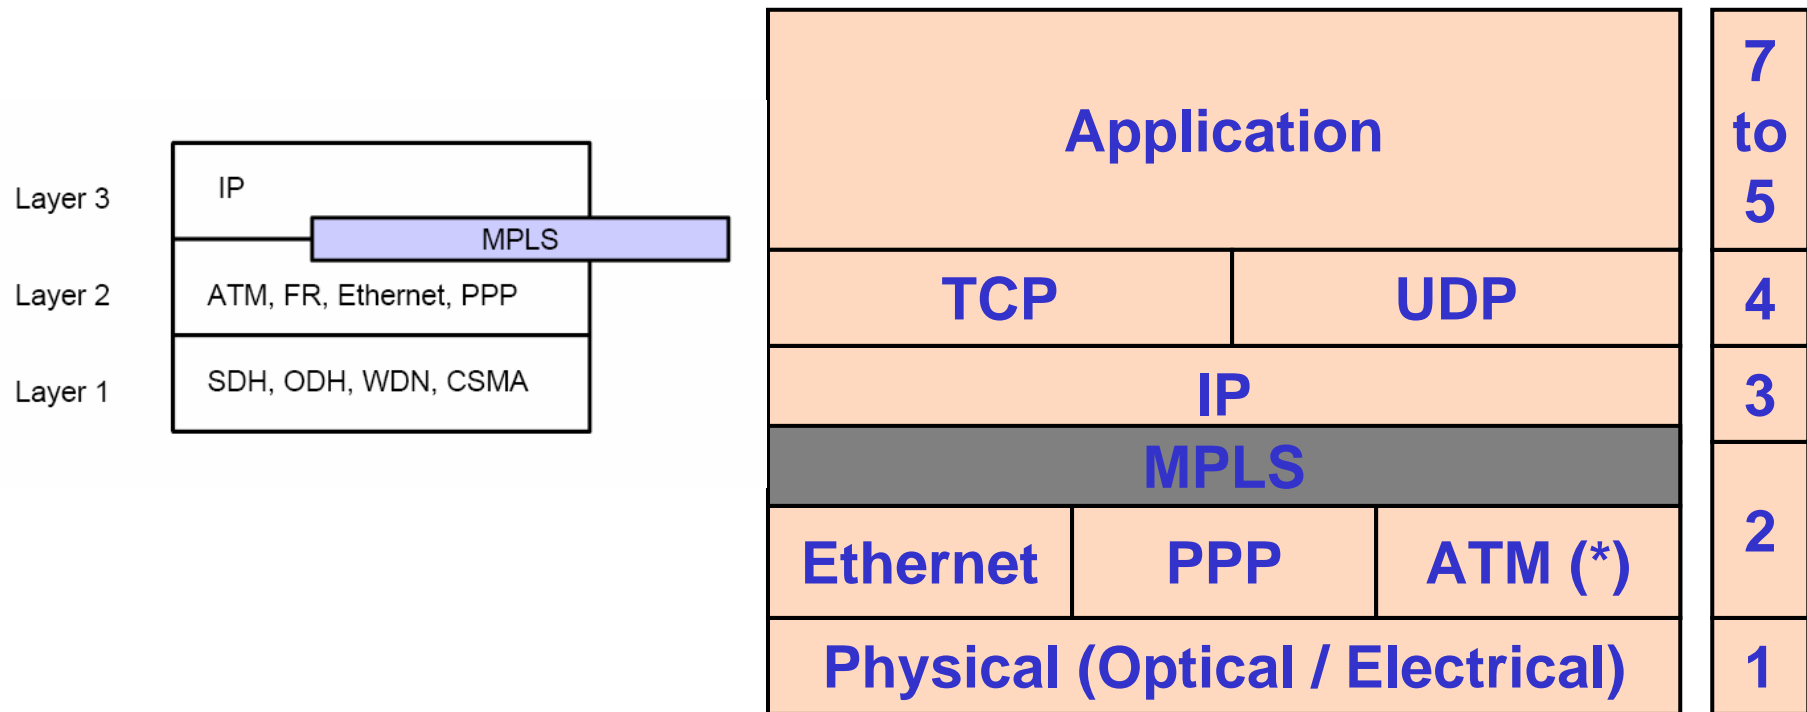 Layer 3
IP
MPLS
Layer 2
ATM, FR, Ethernet, PPP
Layer 1
SDH, ODH, WDN, CSMA
Application
7
to
5
TCP
UDP
4
IP
3
MPLS
Ethernet
PPP
ATM (*)
2
Physical (Optical / Electrical)
1